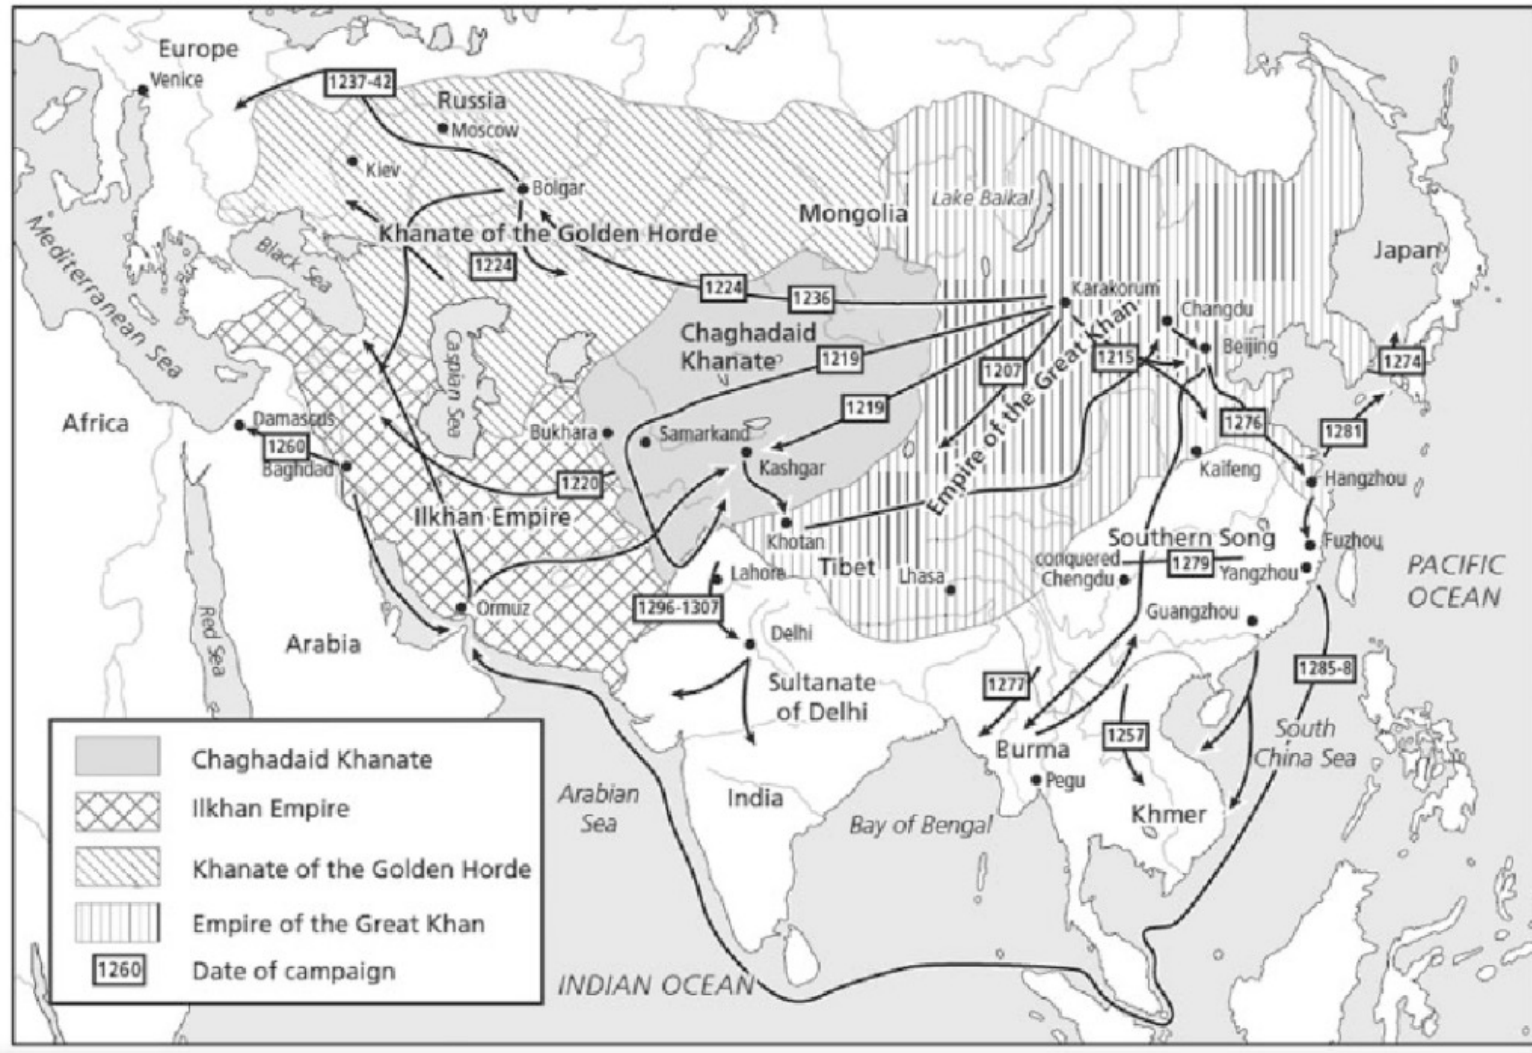 Europe
Venice
1237-42
Russia
Moscow
Kiev
Bolgar
Mongolia
Lake Baikal
Khanate of the Golden Horde
1224
Black Sea
Mediterranean Sea
Japan
Karakorum
1224
1236
Changdu
Chaghadaid
Khanate
1219
1207
1215
Beijing
1274
Caspian Sea
Empire of the Great Khan
1219
Africa
Damascus
1260
Baghdad
Bukhara
Samarkand
Kashgar
1276
1281
Kaifeng
Hangzhou
1220
Ilkhan Empire
Khotan
Tibet
Southern Song
conquered
Chengdu
1279
Yangzhou
Fuzhou
PACIFIC
OCEAN
Lahore
Lhasa
1296-1307
Ormuz
Guangzhou
Red Sea
Arabia
Delhi
Sultanate
of Delhi
1277
1285-8
Burma
1257
South
China Sea
Pegu
Khmer
Arabian
Sea
India
Bay of Bengal
INDIAN OCEAN
Chaghadaid Khanate
Ilkhan Empire
Khanate of the Golden Horde
Empire of the Great Khan
1260
Date of campaign